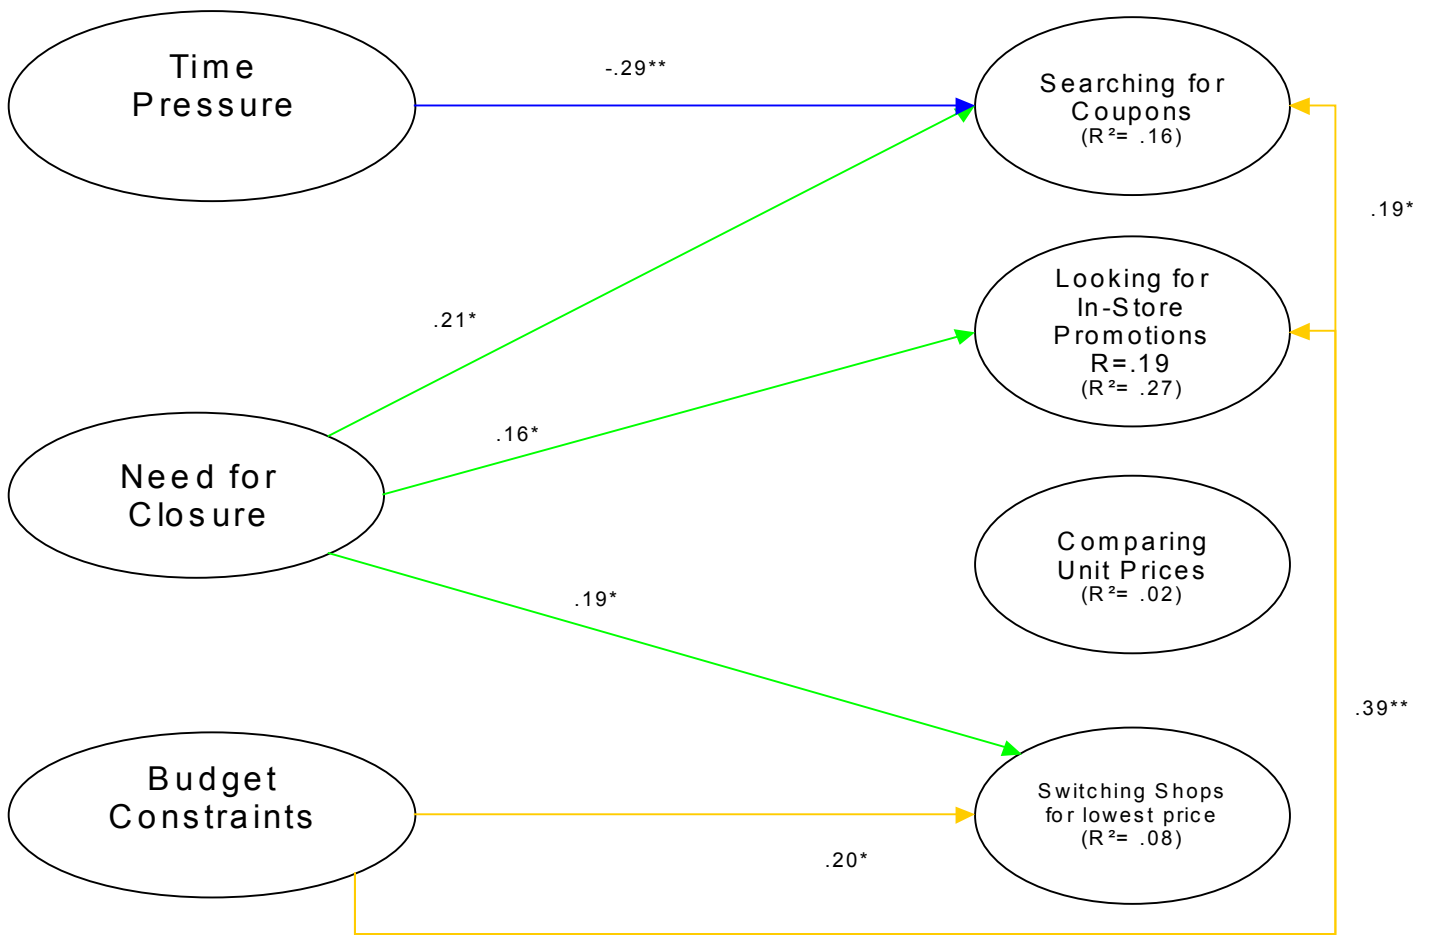 Time
Pressure
-.29**
Searching for
Coupons
(R²= .16)
.19*
Looking for
In-Store
Promotions
R=.19
(R²= .27)
.21*
.16*
Need for
Closure
Comparing
Unit Prices
(R²= .02)
.19*
.39**
Budget
Constraints
Switching Shops
for lowest price
(R²= .08)
.20*